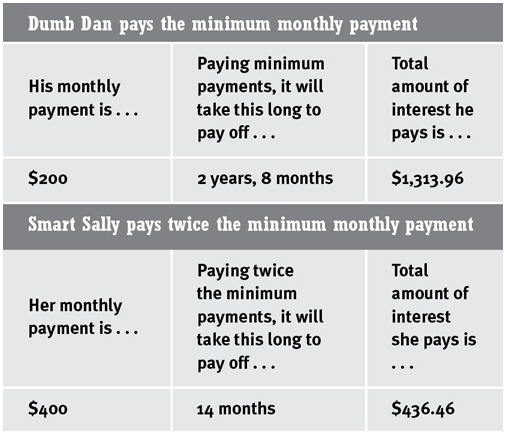 Dumb Dan pays the minimum monthly payment
His monthly
payment is . . .
Paying minimum
payments, it will
take this long to
pay off . . .
Total
amount of
interest he
pays is . . .
$200
2 years, 8 months
$1,313.96
Smart Sally pays twice the minimum monthly payment
Her monthly
payment is . . .
Paying twice
the minimum
payments, it will
take this long to
pay off . . .
Total
amount of
interest
she pays is
. . .
$400
14 months
$436.46